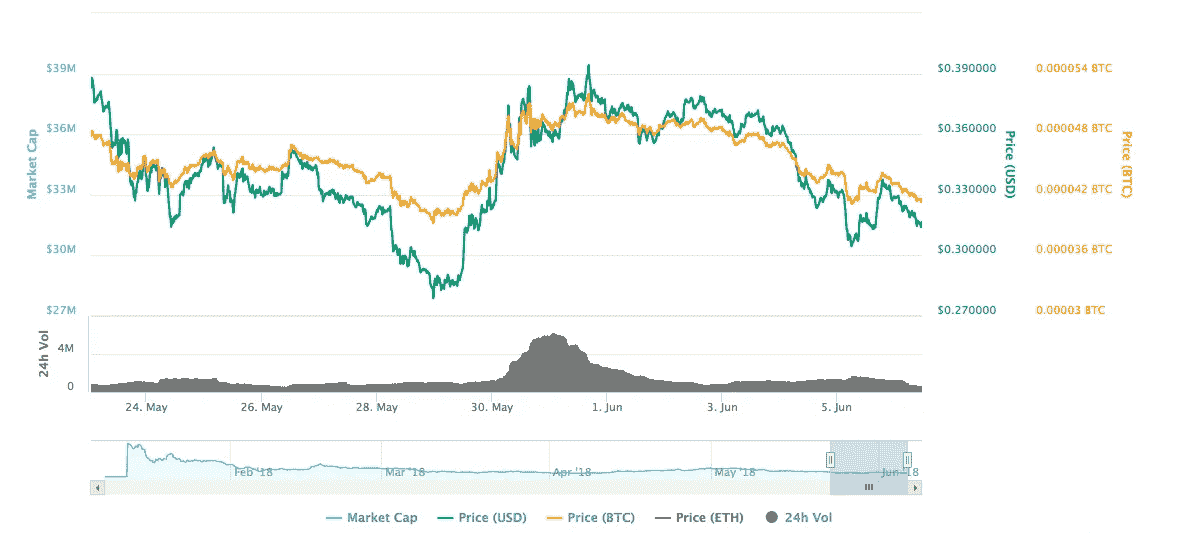 $39M
$36M
$33M
$30M
$27M
Market Cap
$0.390000
$0.360000
$0.330000
$0.300000
$0.270000
Price (USD)
0.000054 BTC
0.000048 BTC
0.000042 BTC
0.000036 BTC
0.00003 BTC
Price (BTC)
24h Vol
4M
0
24. May
26. May
28. May
30. May
1. Jun
3. Jun
5. Jun
Feb '18
Mar '18
Apr '18
May '18
Jun '18
Market Cap
Price (USD)
Price (BTC)
Price (ETH)
24h Vol